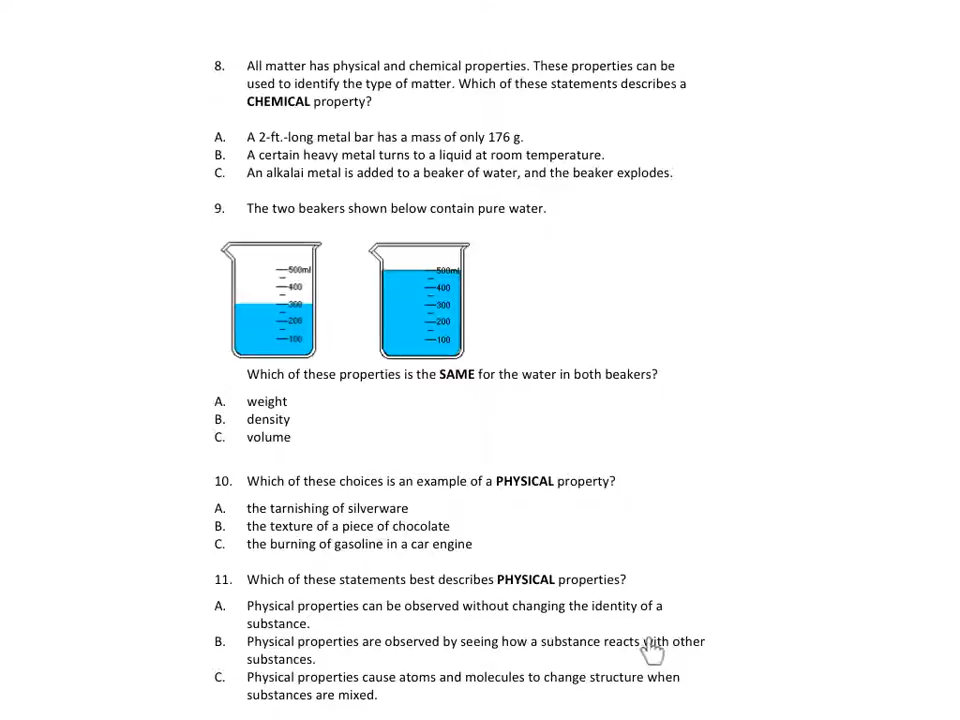 8. All matter has physical and chemical properties. These properties can be
used to identify the type of matter. Which of these statements describes a
CHEMICAL property?
A. A 2-ft.-long metal bar has a mass of only 176 g.
B. A certain heavy metal turns to a liquid at room temperature.
C. An alkalai metal is added to a beaker of water, and the beaker explodes.
9. The two beakers shown below contain pure water.
500ml
400
300
200
100
500ml
400
300
200
100
Which of these properties is the SAME for the water in both beakers?
A. weight
B. density
C. volume
10. Which of these choices is an example of a PHYSICAL property?
A. the tarnishing of silverware
B. the texture of a piece of chocolate
C. the burning of gasoline in a car engine
11. Which of these statements best describes PHYSICAL properties?
A. Physical properties can be observed without changing the identity of a
substance.
B. Physical properties are observed by seeing how a substance reacts with other
substances.
C. Physical properties cause atoms and molecules to change structure when
substances are mixed.